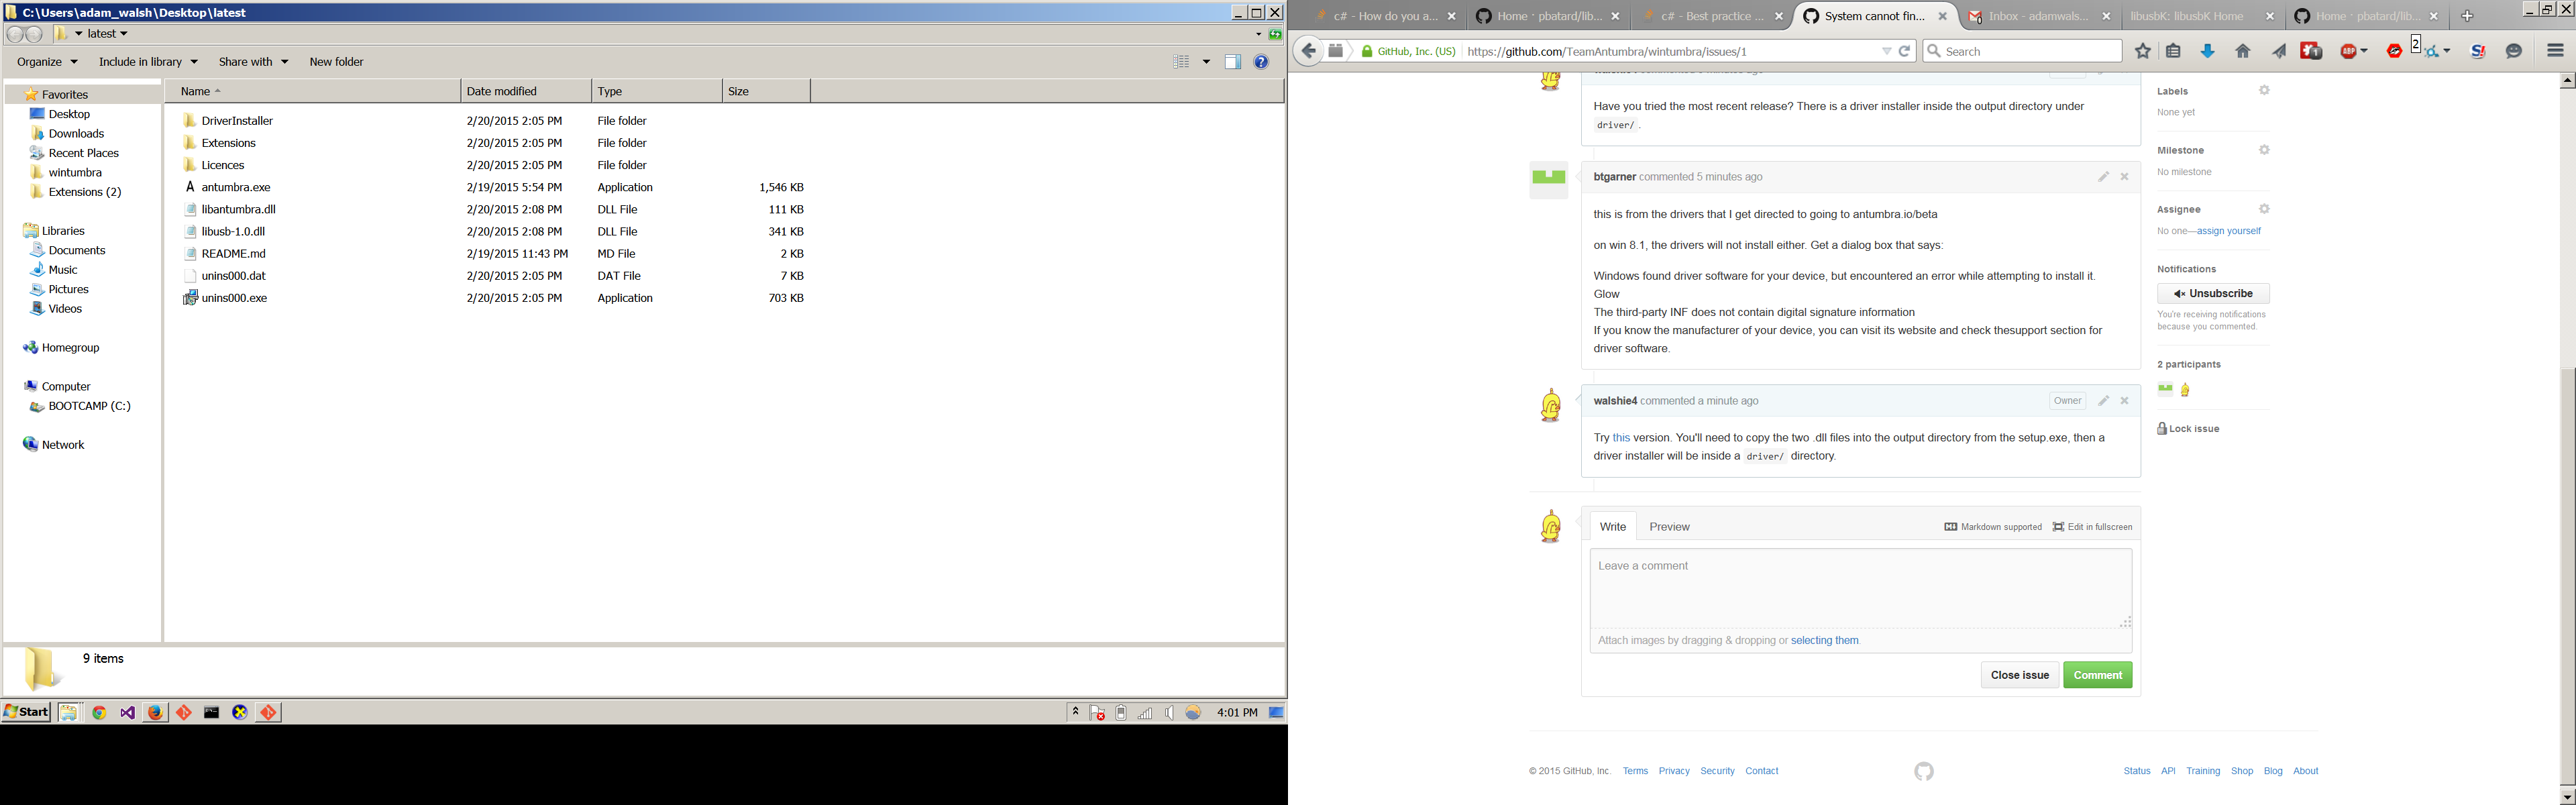 C:\Users\adam_walsh\Desktop\latest
latest
Organize
Include in library
Share with
New folder
Name
Date modified
Type
Size
Favorites
Desktop
Downloads
Recent Places
wintumbra
Extensions (2)
Libraries
Documents
Music
Pictures
Videos
Homegroup
Computer
BOOTCAMP (C:)
Network
DriverInstaller 2/20/2015 2:05 PM File folder
Extensions 2/20/2015 2:05 PM File folder
Licences 2/20/2015 2:05 PM File folder
antumbra.exe 2/19/2015 5:54 PM Application 1,546 KB
libantumbra.dll 2/20/2015 2:08 PM DLL File 111 KB
libusb-1.0.dll 2/20/2015 2:08 PM DLL File 341 KB
README.md 2/19/2015 11:43 PM MD File 2 KB
unins000.dat 2/20/2015 2:05 PM DAT File 7 KB
unins000.exe 2/20/2015 2:05 PM Application 703 KB
9 items
Start
4:01 PM
c# - How do you a...
Home · pbatard/lib...
c# - Best practice ...
System cannot fin...
Inbox - adamwals...
libusbK: libusbK Home
Home · pbatard/lib...
GitHub, Inc. (US)
https://github.com/TeamAntumbra/wintumbra/issues/1
Search
2
Have you tried the most recent release? There is a driver installer inside the output directory under
driver/ .
btgarner commented 5 minutes ago
this is from the drivers that I get directed to going to antumbra.io/beta
on win 8.1, the drivers will not install either. Get a dialog box that says:
Windows found driver software for your device, but encountered an error while attempting to install it.
Glow
The third-party INF does not contain digital signature information
If you know the manufacturer of your device, you can visit its website and check thesupport section for
driver software.
walshie4 commented a minute ago
Owner
Try this version. You'll need to copy the two .dll files into the output directory from the setup.exe, then a
driver installer will be inside a driver/ directory.
Write
Preview
Markdown supported
Edit in fullscreen
Leave a comment
Attach images by dragging & dropping or selecting them.
Close issue
Comment
Labels
None yet
Milestone
No milestone
Assignee
No one—assign yourself
Notifications
Unsubscribe
You're receiving notifications
because you commented.
2 participants
Lock issue
© 2015 GitHub, Inc.
Terms
Privacy
Security
Contact
Status
API
Training
Shop
Blog
About